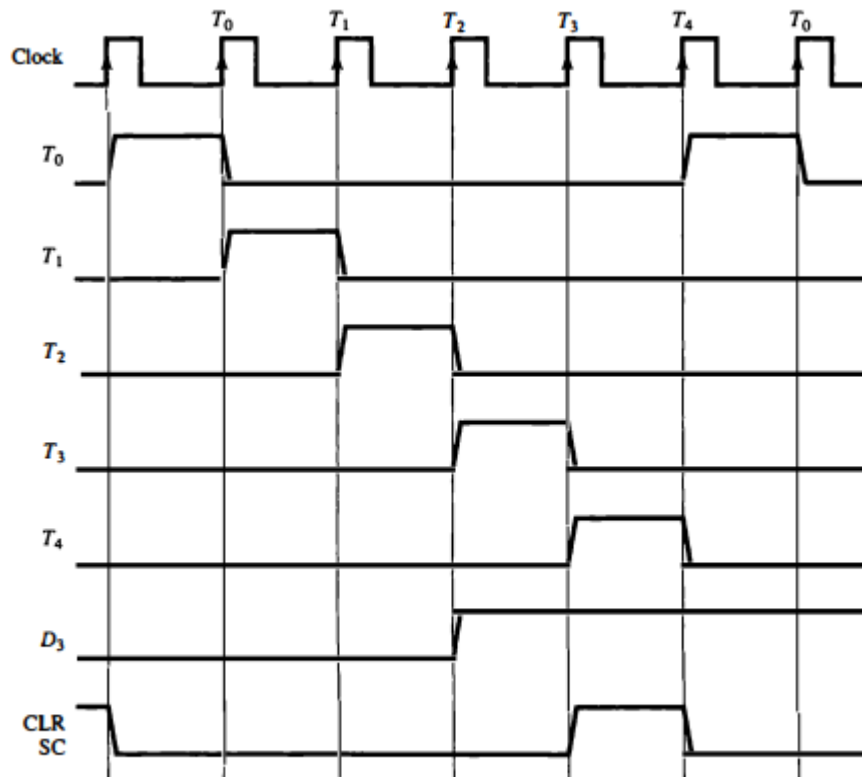 T₀ T₁ T₂ T₃ T₄ T₀
Clock
T₀
T₁
T₂
T₃
T₄
D₃
CLR
SC